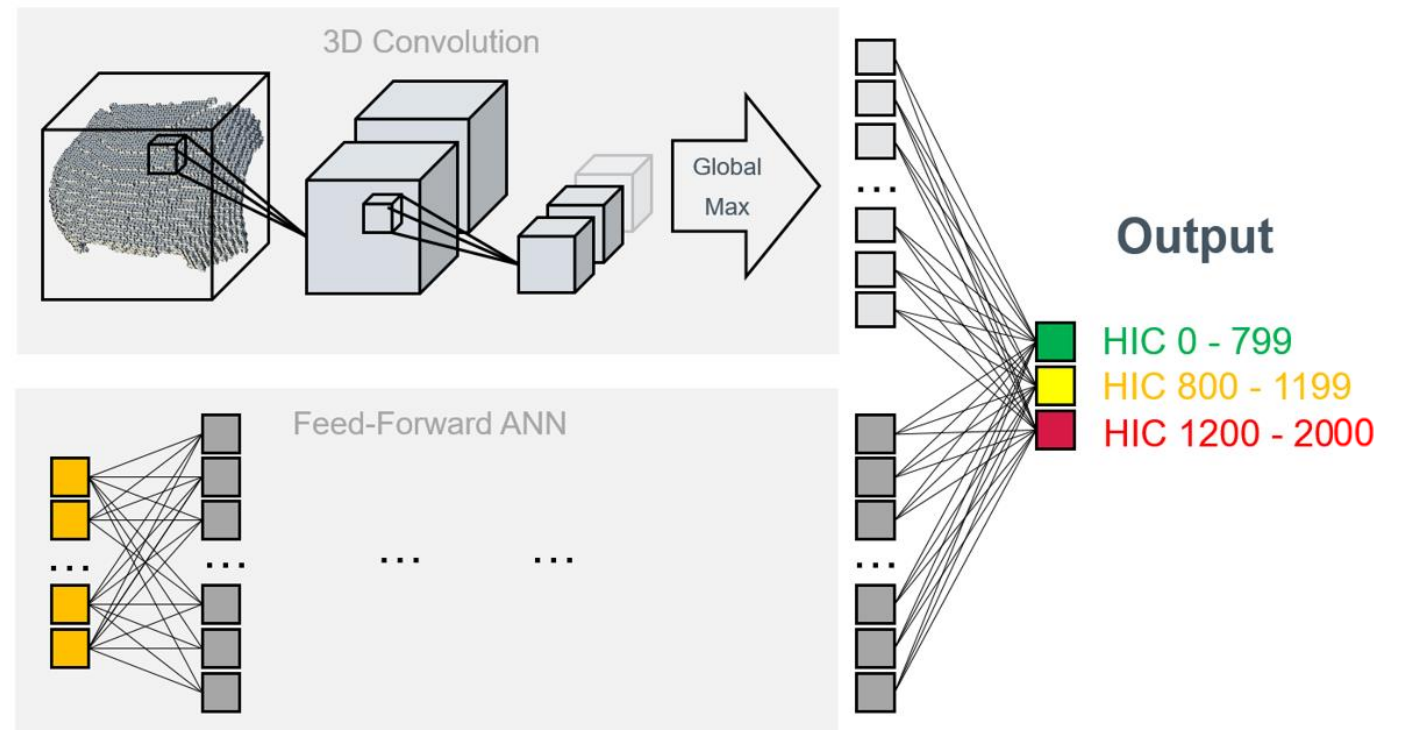 3D Convolution
Global
Max
...
Output
HIC 0 - 799
HIC 800 - 1199
HIC 1200 - 2000
Feed-Forward ANN
... ... ... ... ...